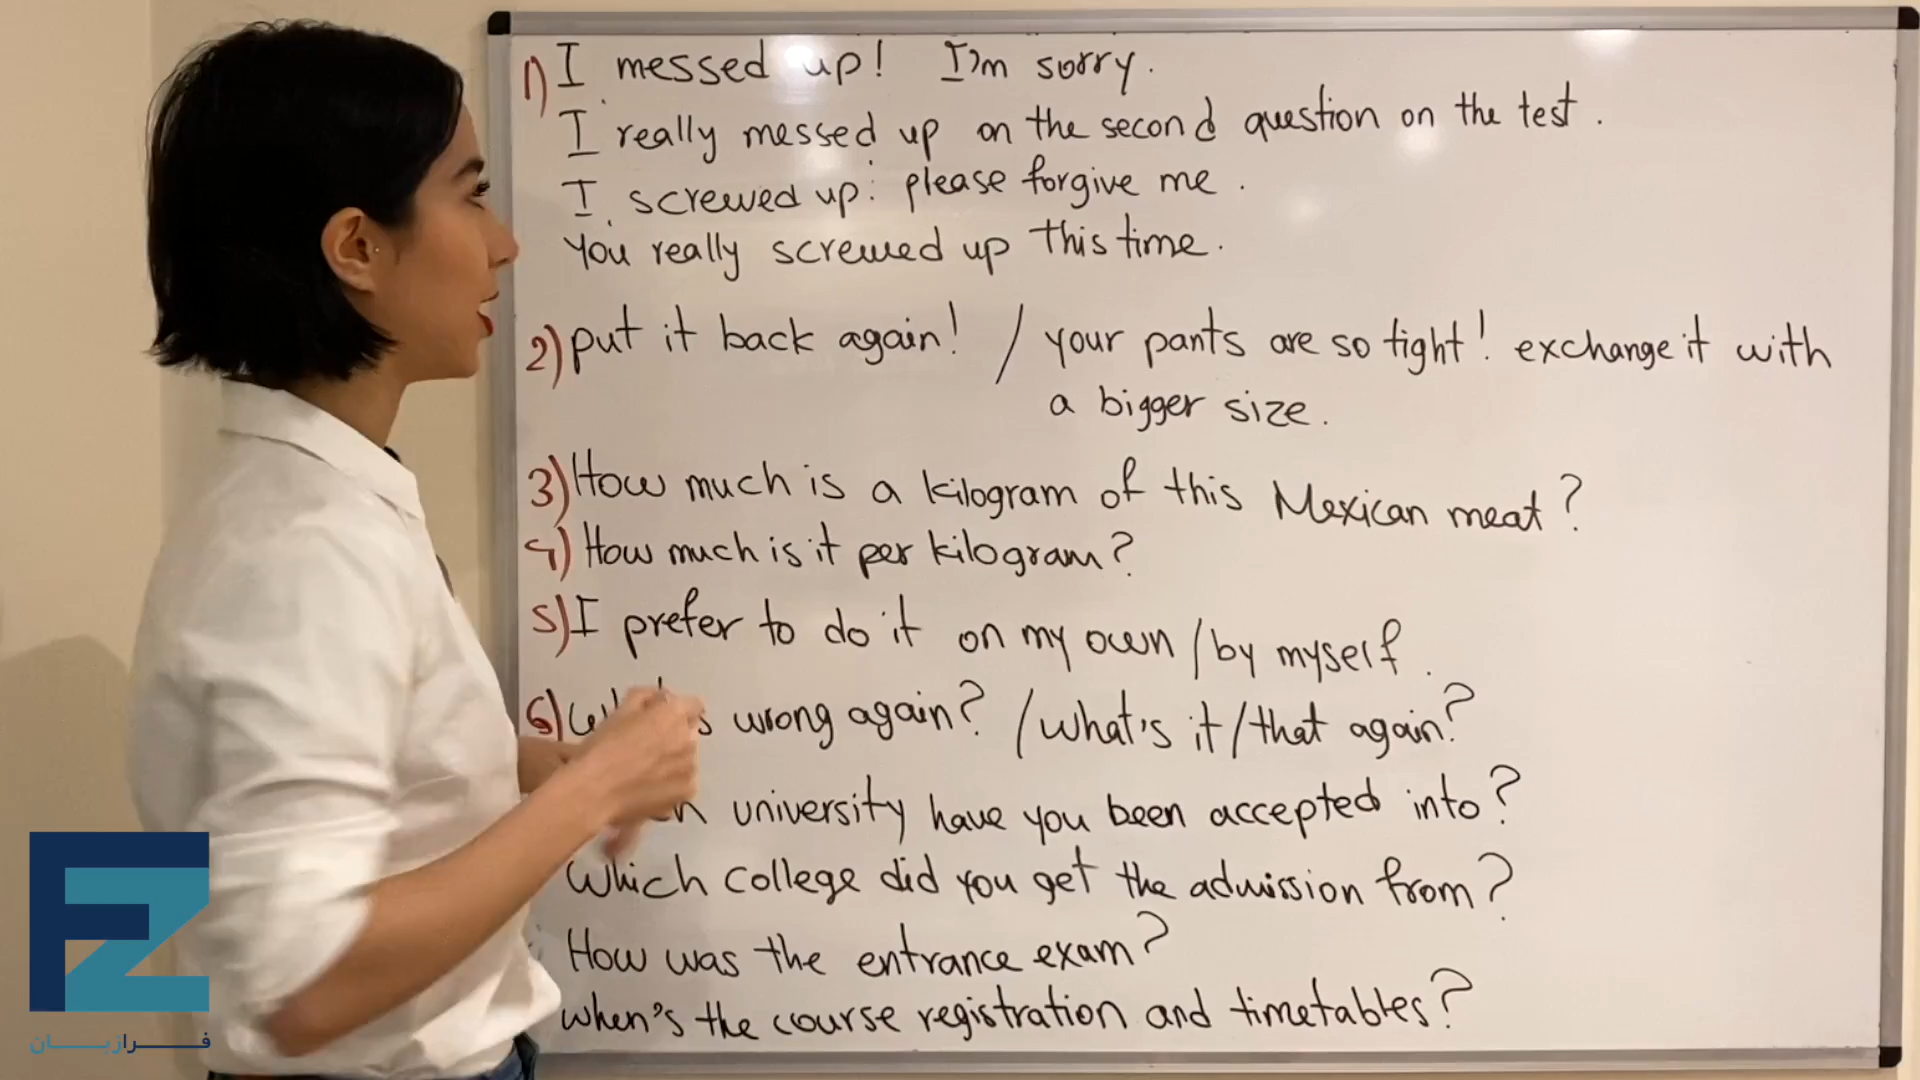 1) I messed up! I'm sorry.
I really messed up on the second question on the test.
I screwed up: please forgive me.
You really screwed up this time.
2) put it back again! / your pants are so tight! exchange it with
a bigger size.
3) How much is a kilogram of this Mexican meat?
4) How much is it per kilogram?
5) I prefer to do it on my own / by myself.
6) wrong again? / what's it / that again?
university have you been accepted into?
Which college did you get the admission from?
How was the entrance exam?
when's the course registration and timetables?
FZ
فرازبان